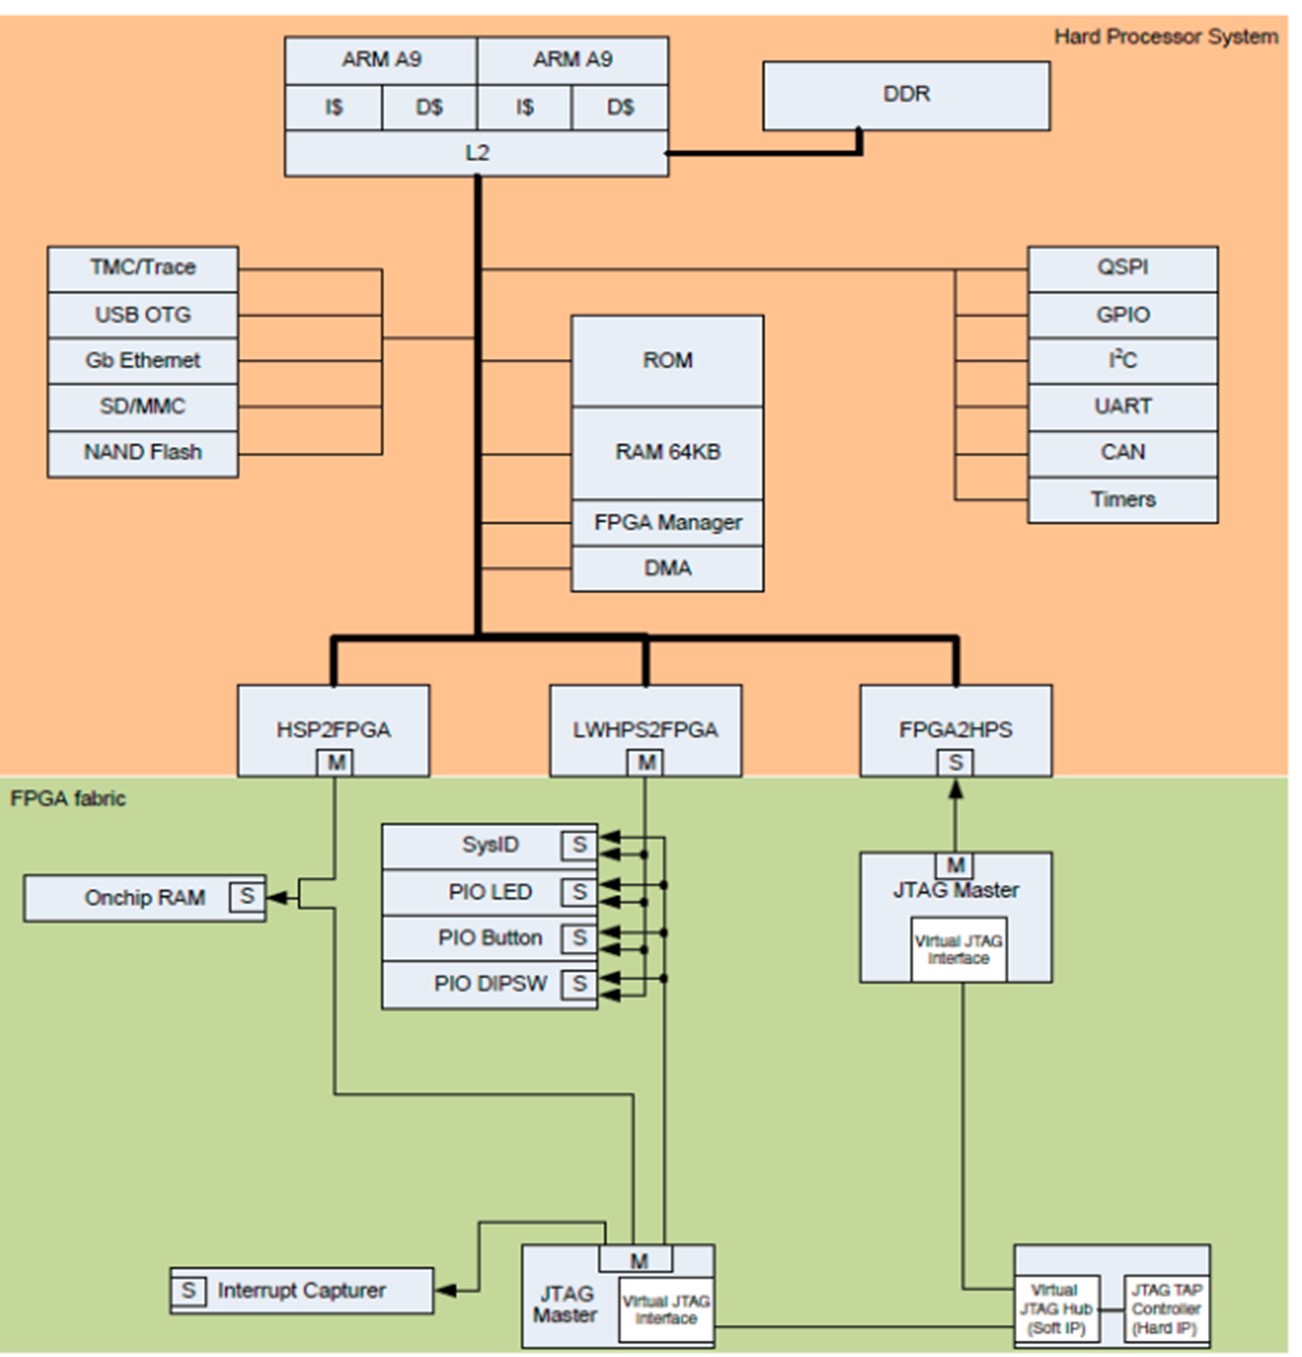 Hard Processor System
ARM A9 ARM A9
I$ D$ I$ D$
L2
DDR
TMC/Trace
USB OTG
Gb Ethernet
SD/MMC
NAND Flash
ROM
RAM 64KB
FPGA Manager
DMA
QSPI
GPIO
I²C
UART
CAN
Timers
HSP2FPGA
M
LWHPS2FPGA
M
FPGA2HPS
S
FPGA fabric
Onchip RAM S
SysID S
PIO LED S
PIO Button S
PIO DIPSW S
M
JTAG Master
Virtual JTAG
Interface
S Interrupt Capturer
M
JTAG
Master
Virtual JTAG
Interface
Virtual
JTAG Hub
(Soft IP)
JTAG TAP
Controller
(Hard IP)